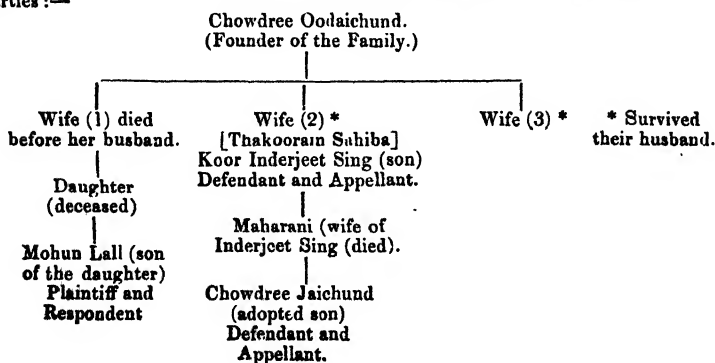 Chowdree Oodaichund.
(Founder of the Family.)
Wife (1) died
before her busband.
Daughter
(deceased)
Mohun Lall (son
of the daughter)
Plaintiff and
Respondent
Wife (2) *
[Thakooram Sahiba]
Koor Inderjeet Sing (son)
Defendant and Appellant.
Maharani (wife of
Inderjeet Sing (died).
Chowdree Jaichund
(adopted son)
Defendant and
Appellant.
Wife (3) *
* Survived
their husband.